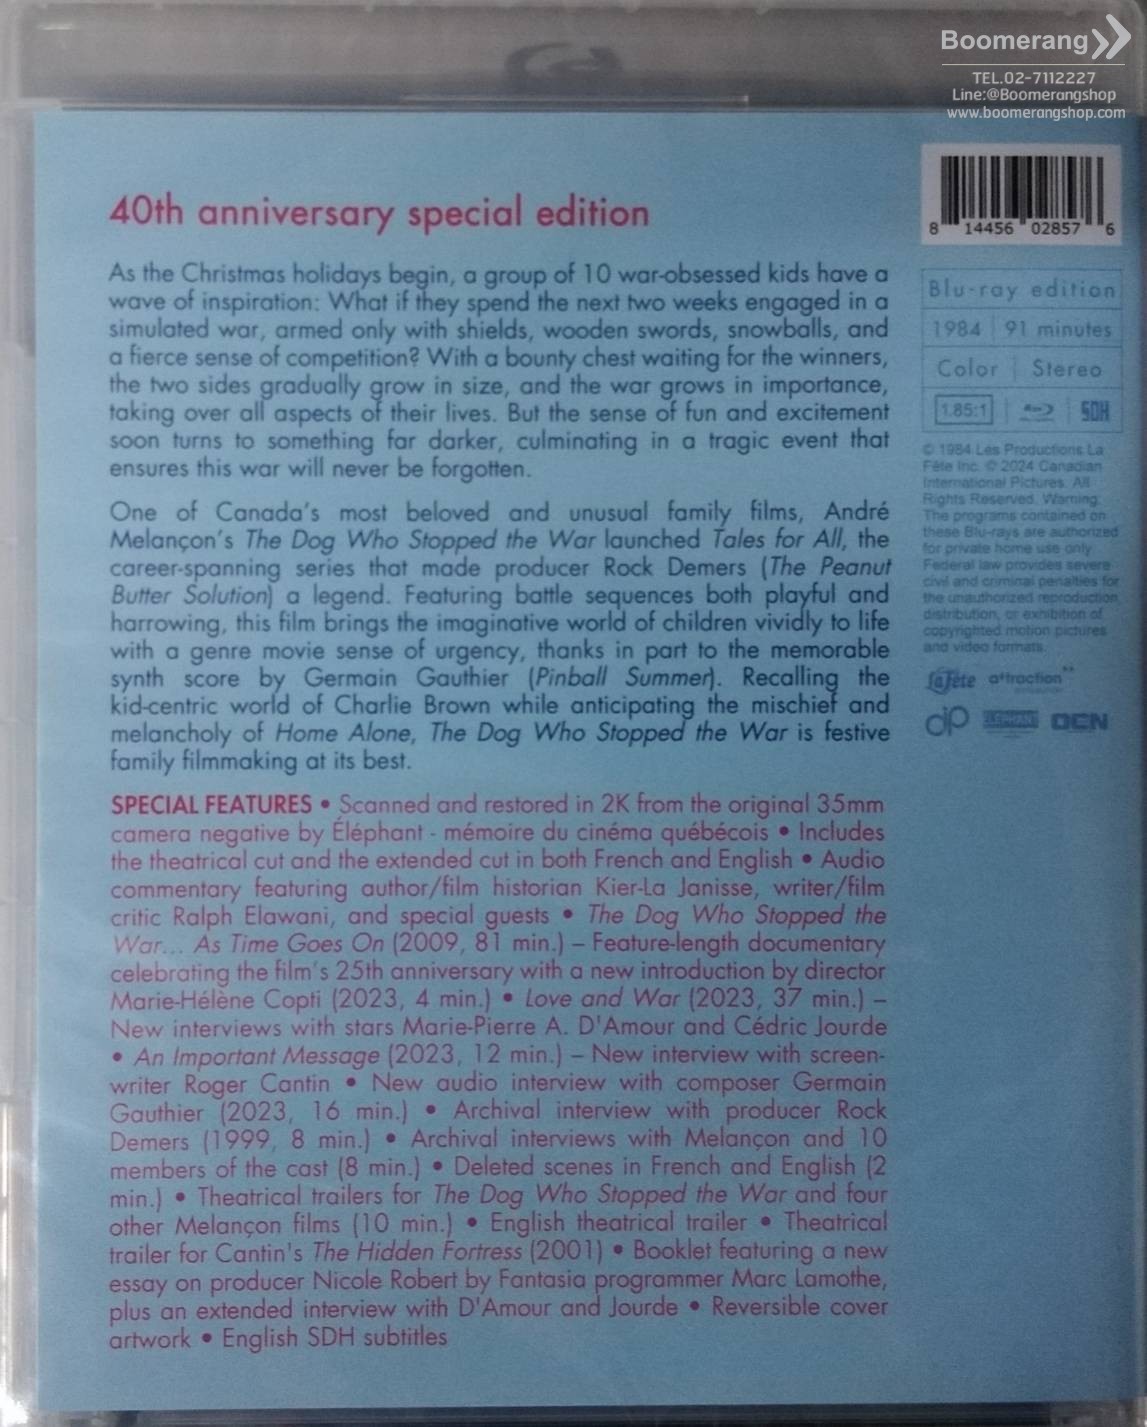 Boomerang
TEL.02-7112227
Line:@Boomerangshop
www.boomerangshop.com
40th anniversary special edition
As the Christmas holidays begin, a group of 10 war-obsessed kids have a
wave of inspiration: What if they spend the next two weeks engaged in a
simulated war, armed only with shields, wooden swords, snowballs, and
a fierce sense of competition? With a bounty chest waiting for the winners,
the two sides gradually grow in size, and the war grows in importance,
taking over all aspects of their lives. But the sense of fun and excitement
soon turns to something far darker, culminating in a tragic event that
ensures this war will never be forgotten.
One of Canada's most beloved and unusual family films, André
Melançon's The Dog Who Stopped the War launched Tales for All, the
career-spanning series that made producer Rock Demers (The Peanut
Butter Solution) a legend. Featuring battle sequences both playful and
harrowing, this film brings the imaginative world of children vividly to life
with a genre movie sense of urgency, thanks in part to the memorable
synth score by Germain Gauthier (Pinball Summer). Recalling the
kid-centric world of Charlie Brown while anticipating the mischief and
melancholy of Home Alone, The Dog Who Stopped the War is festive
family filmmaking at its best.
SPECIAL FEATURES • Scanned and restored in 2K from the original 35mm
camera negative by Éléphant - mémoire du cinéma québécois • Includes
the theatrical cut and the extended cut in both French and English • Audio
commentary featuring author/film historian Kier-La Janisse, writer/film
critic Ralph Elawani, and special guests • The Dog Who Stopped the
War... As Time Goes On (2009, 81 min.) – Feature-length documentary
celebrating the film's 25th anniversary with a new introduction by director
Marie-Hélène Copti (2023, 4 min.) • Love and War (2023, 37 min.) –
New interviews with stars Marie-Pierre A. D'Amour and Cédric Jourde
• An Important Message (2023, 12 min.) – New interview with screen-
writer Roger Cantin • New audio interview with composer Germain
Gauthier (2023, 16 min.) • Archival interview with producer Rock
Demers (1999, 8 min.) • Archival interviews with Melançon and 10
members of the cast (8 min.) • Deleted scenes in French and English (2
min.) • Theatrical trailers for The Dog Who Stopped the War and four
other Melançon films (10 min.) • English theatrical trailer • Theatrical
trailer for Cantin's The Hidden Fortress (2001) • Booklet featuring a new
essay on producer Nicole Robert by Fantasia programmer Marc Lamothe,
plus an extended interview with D'Amour and Jourde • Reversible cover
artwork • English SDH subtitles
8 14456 02857 6
Blu-ray edition
1984 91 minutes
Color Stereo
1.85:1 SDH
© 1984 Les Productions La
Fête Inc. © 2024 Canadian
International Pictures. All
Rights Reserved. Warning:
The programs contained on
these Blu-rays are authorized
for private home use only.
Federal law provides severe
civil and criminal penalties for
the unauthorized reproduction,
distribution, or exhibition of
copyrighted motion pictures
and video formats.
la Fête attraction
cip ELEPHANT OCN